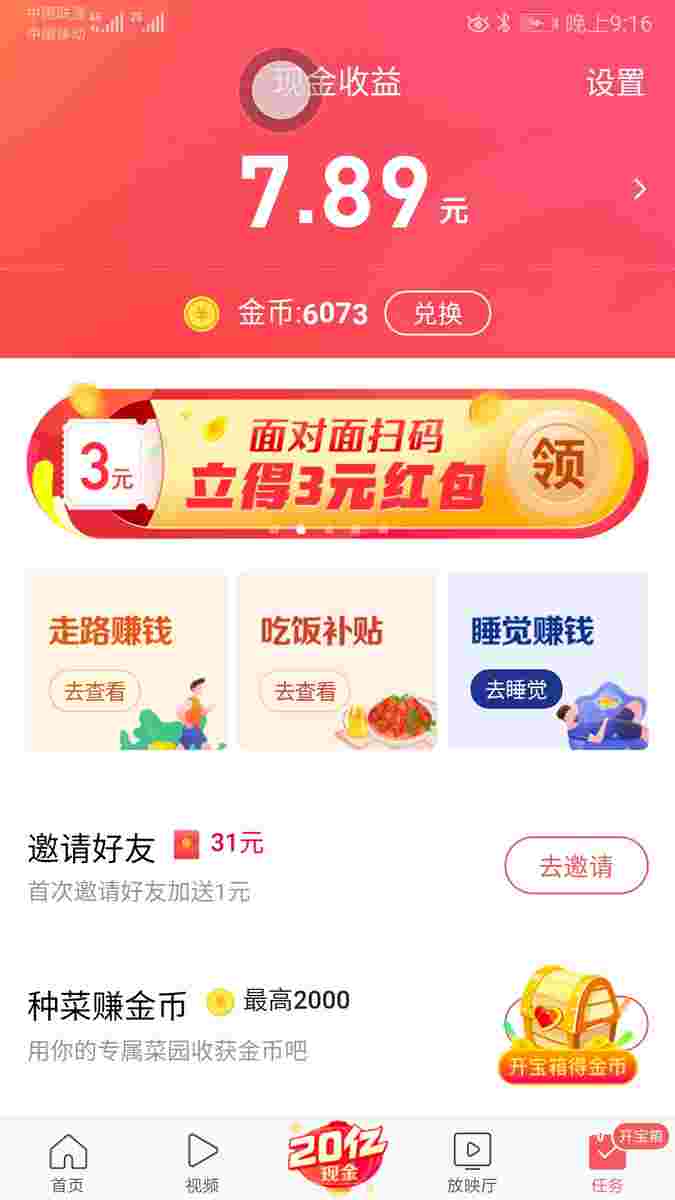 中国联通 4G 2G 晚上9:16
中国移动
现金收益 设置
7.89元
金币:6073 兑换
3元
面对面扫码
立得3元红包
领
走路赚钱 吃饭补贴 睡觉赚钱
去查看 去查看 去睡觉
邀请好友 31元
首次邀请好友加送1元
去邀请
种菜赚金币 最高2000
用你的专属菜园收获金币吧
开宝箱得金币
20亿
现金
开宝箱
首页 视频 放映厅 任务